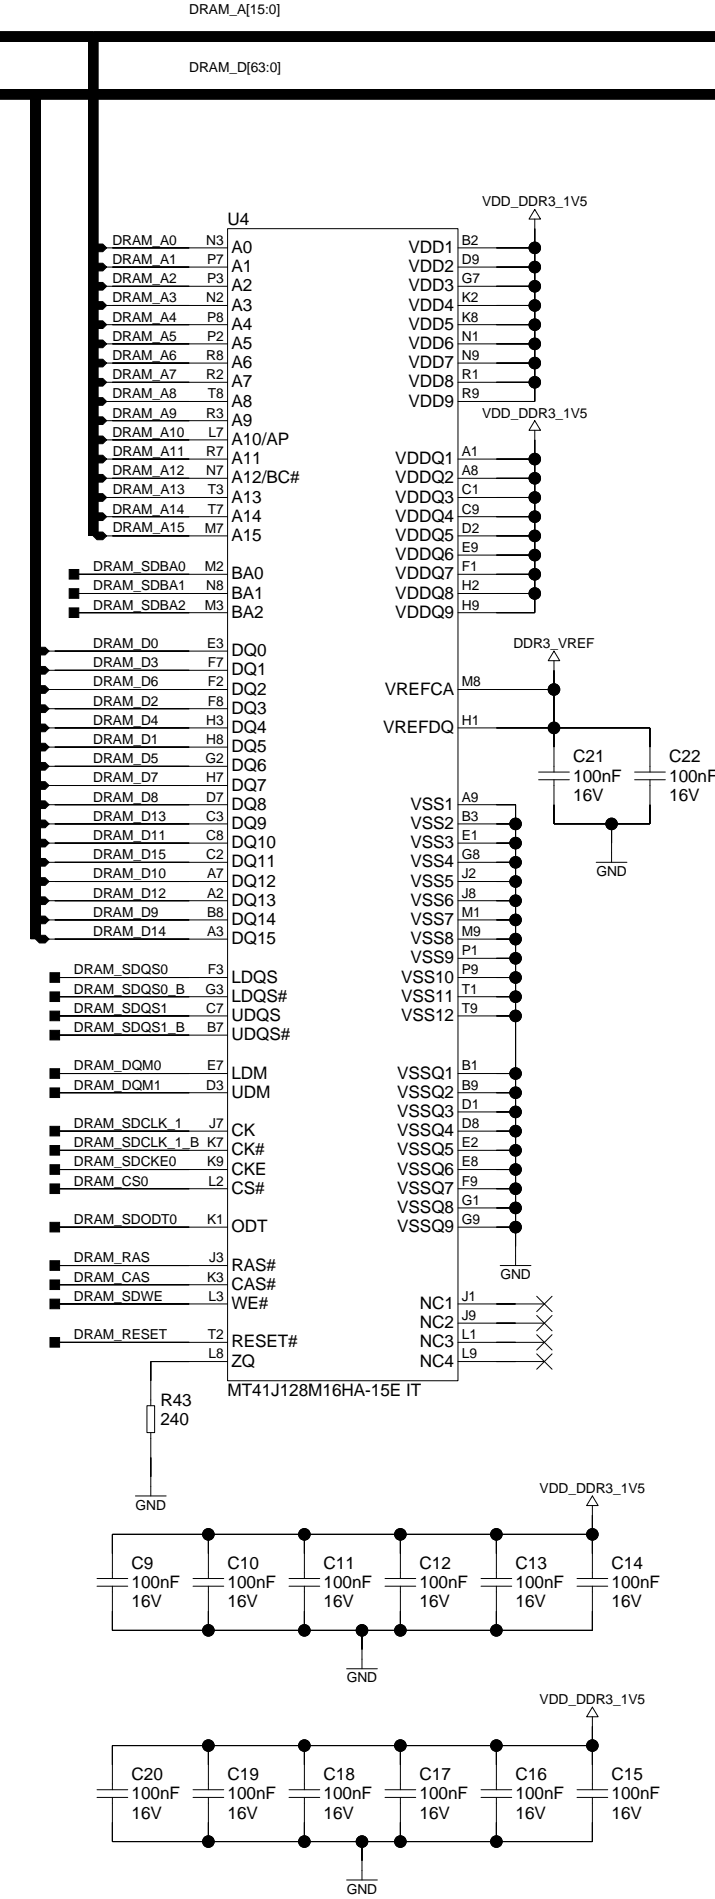 DRAM_A[15:0]
DRAM_D[63:0]
VDD_DDR3_1V5
U4
DRAM_A0 N3 A0 VDD1 B2
DRAM_A1 P7 A1 VDD2 D9
DRAM_A2 P3 A2 VDD3 G7
DRAM_A3 N2 A3 VDD4 K2
DRAM_A4 P8 A4 VDD5 K8
DRAM_A5 P2 A5 VDD6 N1
DRAM_A6 R8 A6 VDD7 N9
DRAM_A7 R2 A7 VDD8 R1
DRAM_A8 T8 A8 VDD9 R9
DRAM_A9 R3 A9 VDD_DDR3_1V5
DRAM_A10 L7 A10/AP
DRAM_A11 R7 A11 VDDQ1 A1
DRAM_A12 N7 A12/BC# VDDQ2 A8
DRAM_A13 T3 A13 VDDQ3 C1
DRAM_A14 T7 A14 VDDQ4 C9
DRAM_A15 M7 A15 VDDQ5 D2
VDDQ6 E9
DRAM_SDBA0 M2 BA0 VDDQ7 F1
DRAM_SDBA1 N8 BA1 VDDQ8 H2
DRAM_SDBA2 M3 BA2 VDDQ9 H9
DRAM_D0 E3 DQ0 DDR3_VREF
DRAM_D3 F7 DQ1
DRAM_D6 F2 DQ2 VREFCA M8
DRAM_D2 F8 DQ3
DRAM_D4 H3 DQ4 VREFDQ H1
DRAM_D1 H8 DQ5
DRAM_D5 G2 DQ6 C21 C22
DRAM_D7 H7 DQ7 100nF 100nF
DRAM_D8 D7 DQ8 VSS1 A9 16V 16V
DRAM_D13 C3 DQ9 VSS2 B3
DRAM_D11 C8 DQ10 VSS3 E1
DRAM_D15 C2 DQ11 VSS4 G8
DRAM_D10 A7 DQ12 VSS5 J2 GND
DRAM_D12 A2 DQ13 VSS6 J8
DRAM_D9 B8 DQ14 VSS7 M1
DRAM_D14 A3 DQ15 VSS8 M9
VSS9 P1
DRAM_SDQS0 F3 LDQS VSS10 P9
DRAM_SDQS0_B G3 LDQS# VSS11 T1
DRAM_SDQS1 C7 UDQS VSS12 T9
DRAM_SDQS1_B B7 UDQS#
DRAM_DQM0 E7 LDM VSSQ1 B1
DRAM_DQM1 D3 UDM VSSQ2 B9
VSSQ3 D1
DRAM_SDCLK_1 J7 CK VSSQ4 D8
DRAM_SDCLK_1_B K7 CK# VSSQ5 E2
DRAM_SDCKE0 K9 CKE VSSQ6 E8
DRAM_CS0 L2 CS# VSSQ7 F9
VSSQ8 G1
DRAM_SDODT0 K1 ODT VSSQ9 G9
DRAM_RAS J3 RAS# GND
DRAM_CAS K3 CAS#
DRAM_SDWE L3 WE# NC1 J1
NC2 J9
DRAM_RESET T2 RESET# NC3 L1
L8 ZQ NC4 L9
MT41J128M16HA-15E IT
R43
240
GND
VDD_DDR3_1V5
C9 C10 C11 C12 C13 C14
100nF 100nF 100nF 100nF 100nF 100nF
16V 16V 16V 16V 16V 16V
GND
VDD_DDR3_1V5
C20 C19 C18 C17 C16 C15
100nF 100nF 100nF 100nF 100nF 100nF
16V 16V 16V 16V 16V 16V
GND